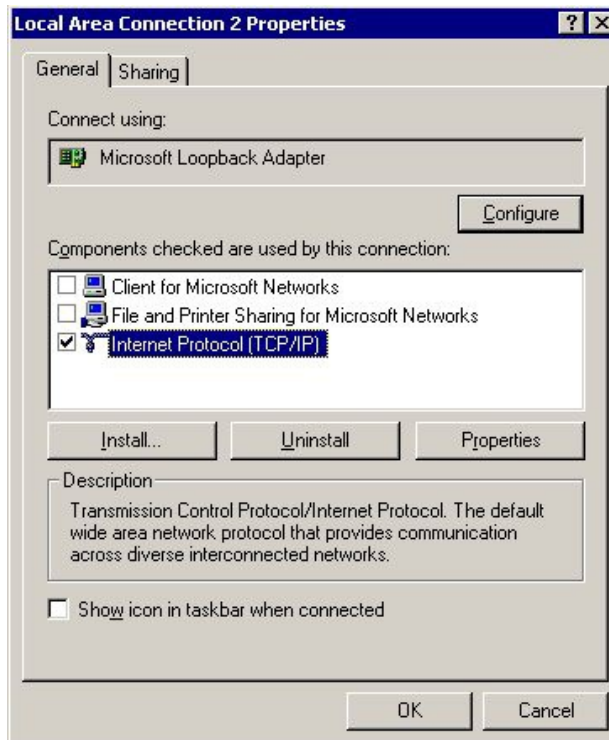 Local Area Connection 2 Properties
General
Sharing
Connect using:
Microsoft Loopback Adapter
Configure
Components checked are used by this connection:
Client for Microsoft Networks
File and Printer Sharing for Microsoft Networks
Internet Protocol (TCP/IP)
Install...
Uninstall
Properties
Description
Transmission Control Protocol/Internet Protocol. The default
wide area network protocol that provides communication
across diverse interconnected networks.
Show icon in taskbar when connected
OK
Cancel